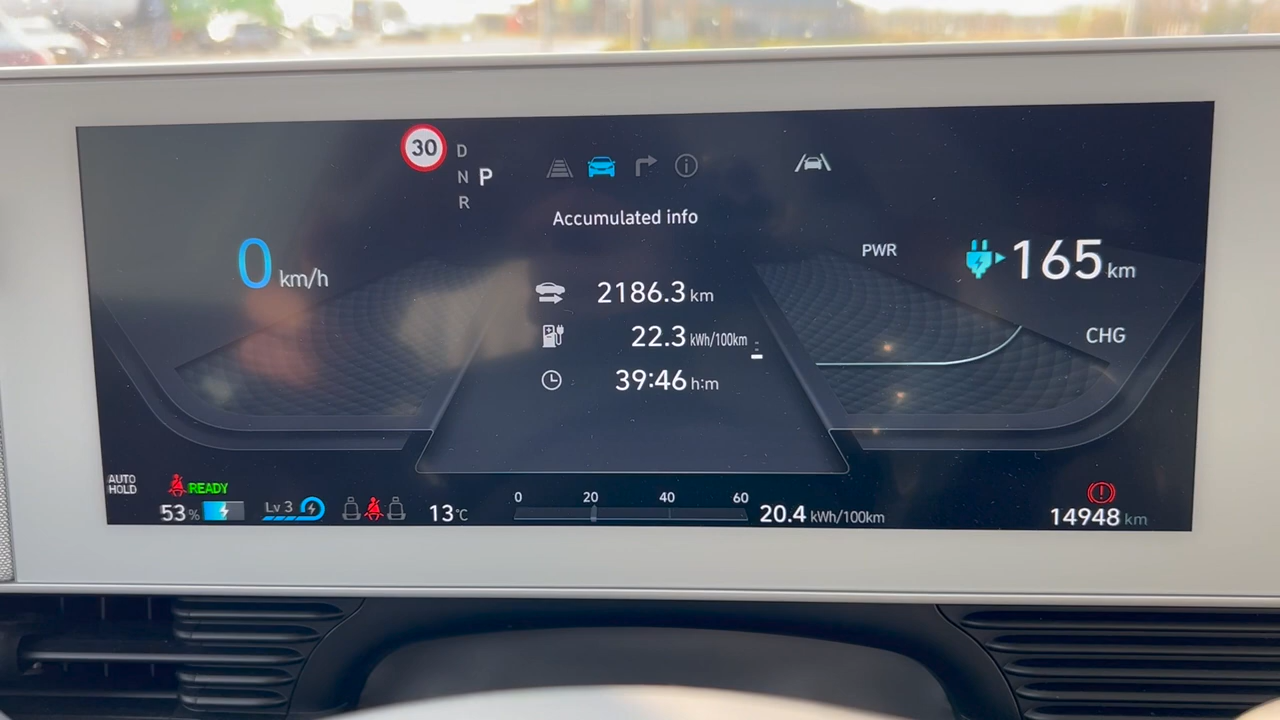 30
D
N P
R
Accumulated info
0 km/h
PWR
165 km
2186.3 km
22.3 kWh/100km
CHG
39:46 h:m
AUTO HOLD
READY
53 %
Lv 3
13°C
0 20 40 60
20.4 kWh/100km
14948 km